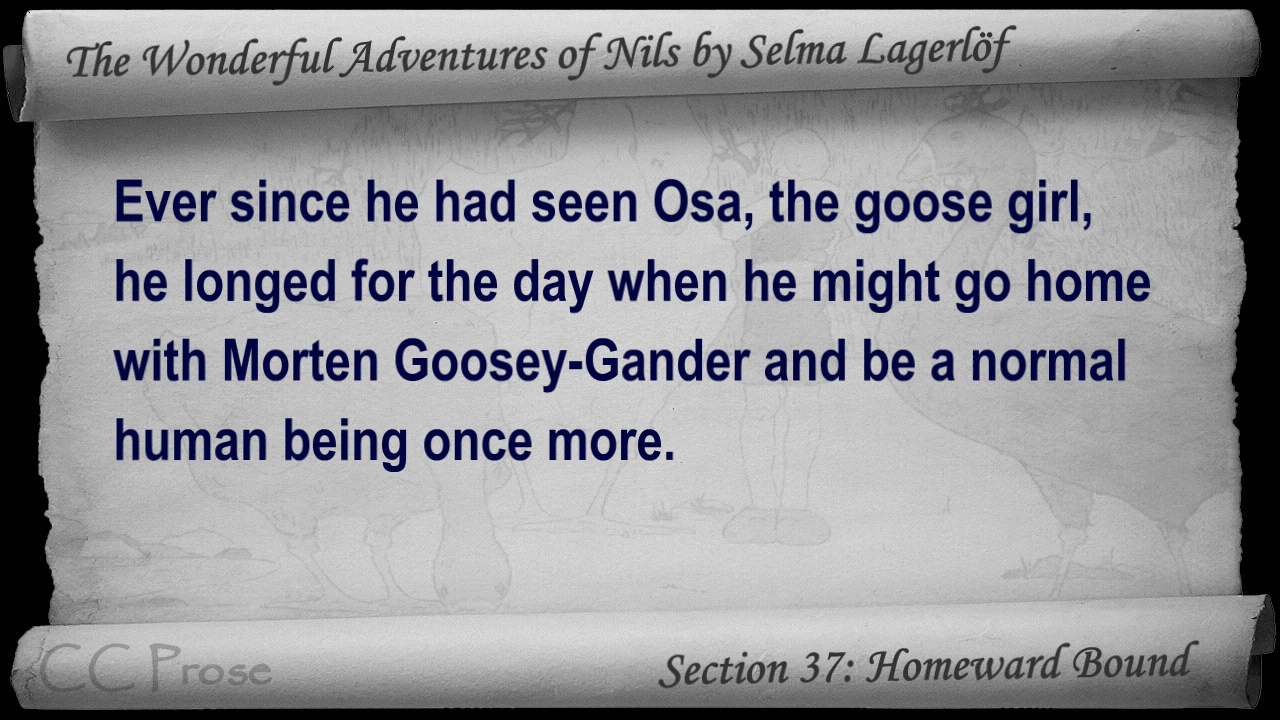 The Wonderful Adventures of Nils by Selma Lagerlöf
Ever since he had seen Osa, the goose girl,
he longed for the day when he might go home
with Morten Goosey-Gander and be a normal
human being once more.
CC Prose
Section 37: Homeward Bound